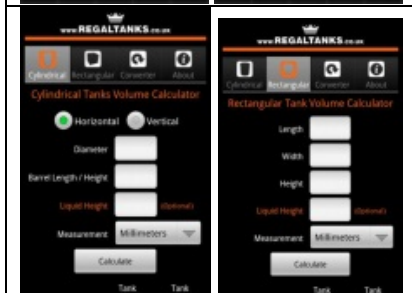 www.REGALTANKS.co.uk
Cylindrical Rectangular Converter About
Cylindrical Tanks Volume Calculator
Horizontal Vertical
Diameter
Barrel Length / Height
Liquid Height (Optional)
Measurement Millimeters
Calculate
Tank Tank
www.REGALTANKS.co.uk
Cylindrical Rectangular Converter About
Rectangular Tank Volume Calculator
Length
Width
Height
Liquid Height (Optional)
Measurement Millimeters
Calculate
Tank Tank